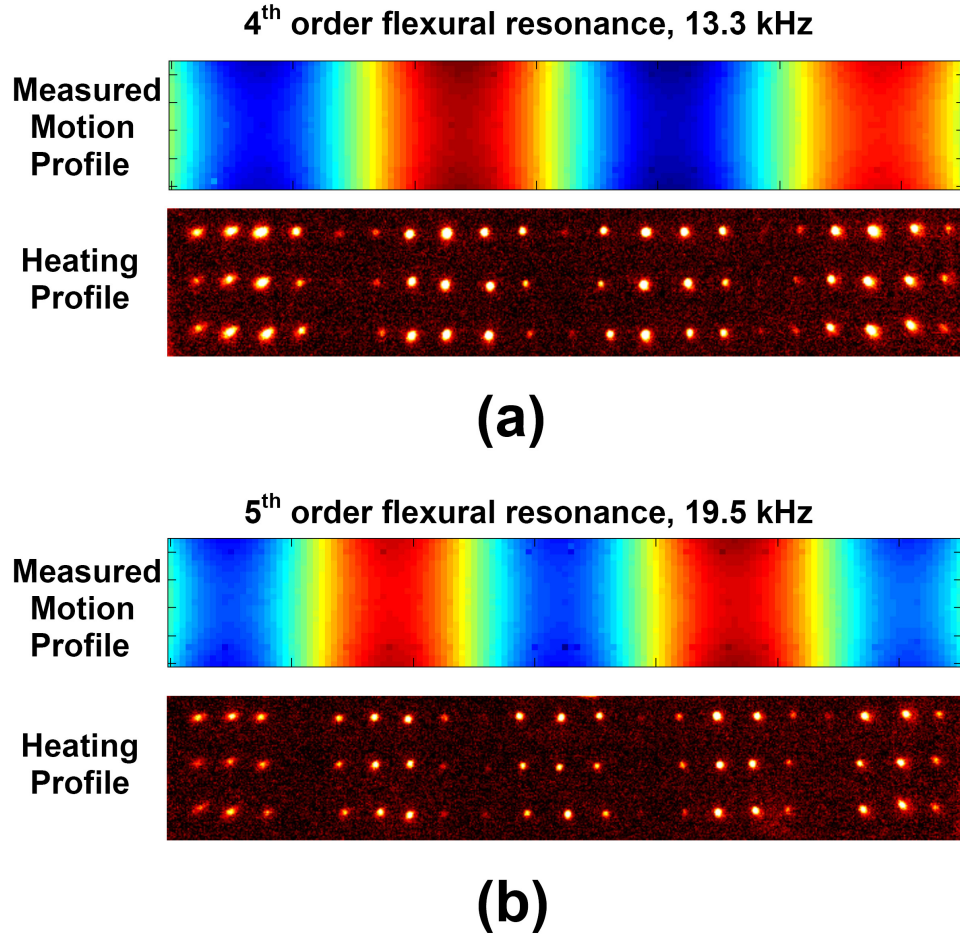 4th order flexural resonance, 13.3 kHz
Measured
Motion
Profile
Heating
Profile
(a)
5th order flexural resonance, 19.5 kHz
Measured
Motion
Profile
Heating
Profile
(b)